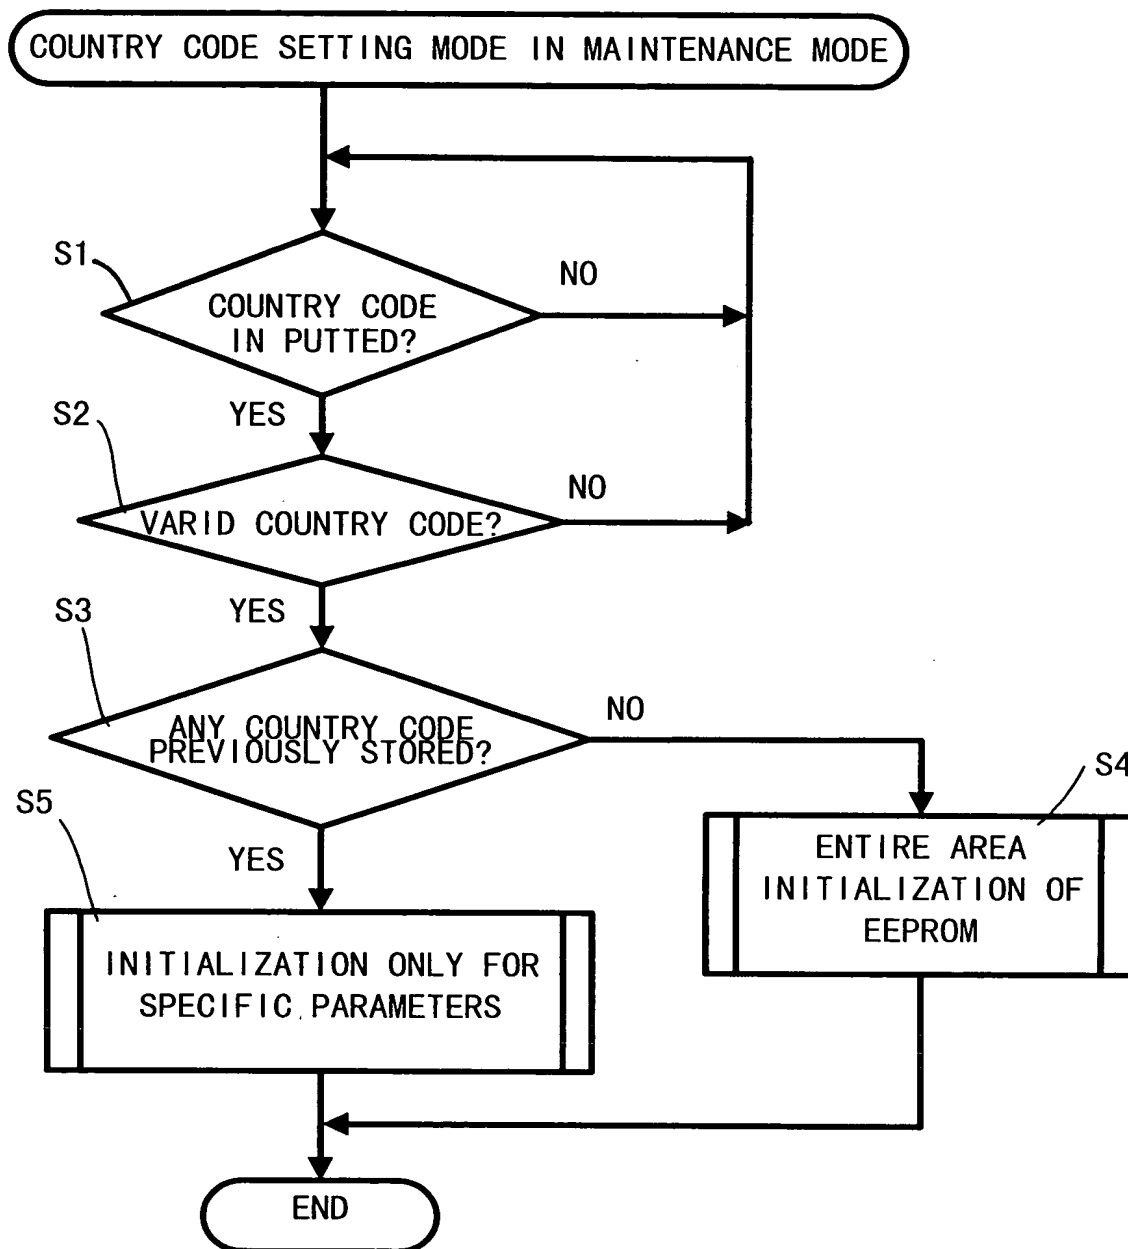 COUNTRY CODE SETTING MODE IN MAINTENANCE MODE
S1
NO
COUNTRY CODE
IN PUTTED?
YES
S2
NO
VARID COUNTRY CODE?
YES
S3
NO
ANY COUNTRY CODE
PREVIOUSLY STORED?
S4
S5
YES
ENTIRE AREA
INITIALIZATION OF
EEPROM
INITIALIZATION ONLY FOR
SPECIFIC PARAMETERS
END